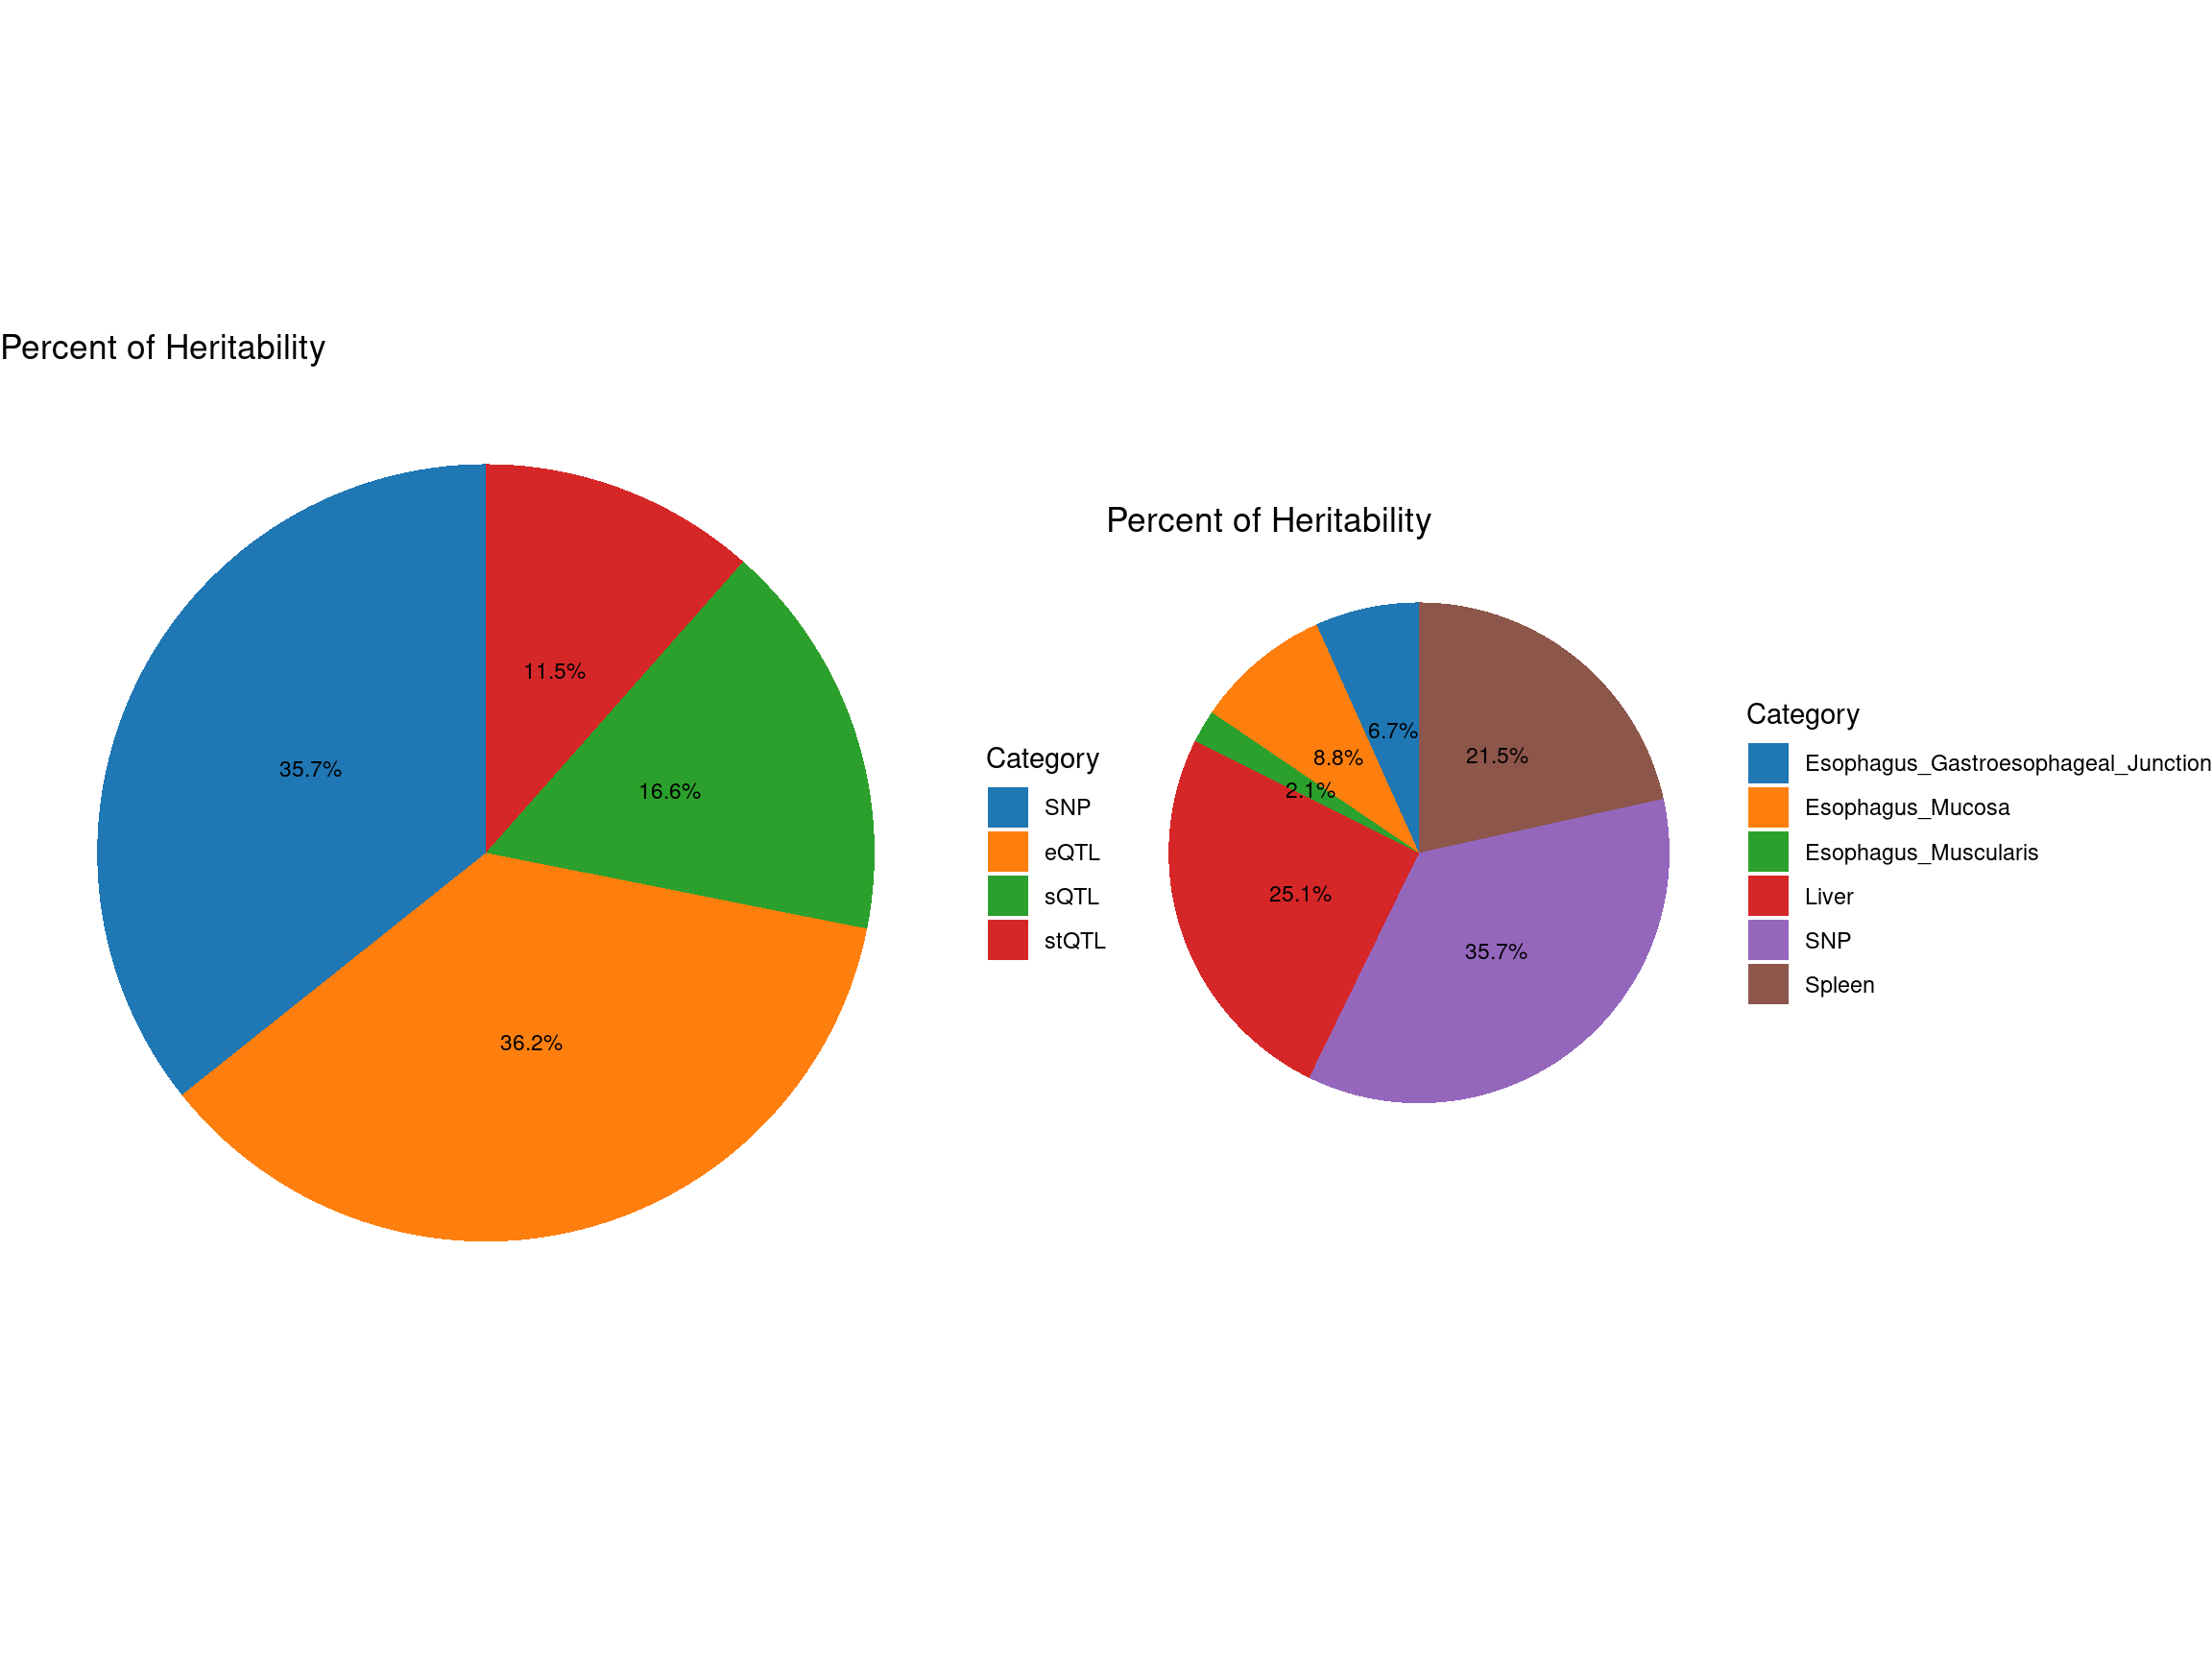 Percent of Heritability
11.5%
35.7%
16.6%
36.2%
Category
SNP
eQTL
sQTL
stQTL
Percent of Heritability
6.7%
21.5%
8.8%
2.1%
25.1%
35.7%
Category
Esophagus_Gastroesophageal_Junction
Esophagus_Mucosa
Esophagus_Muscularis
Liver
SNP
Spleen